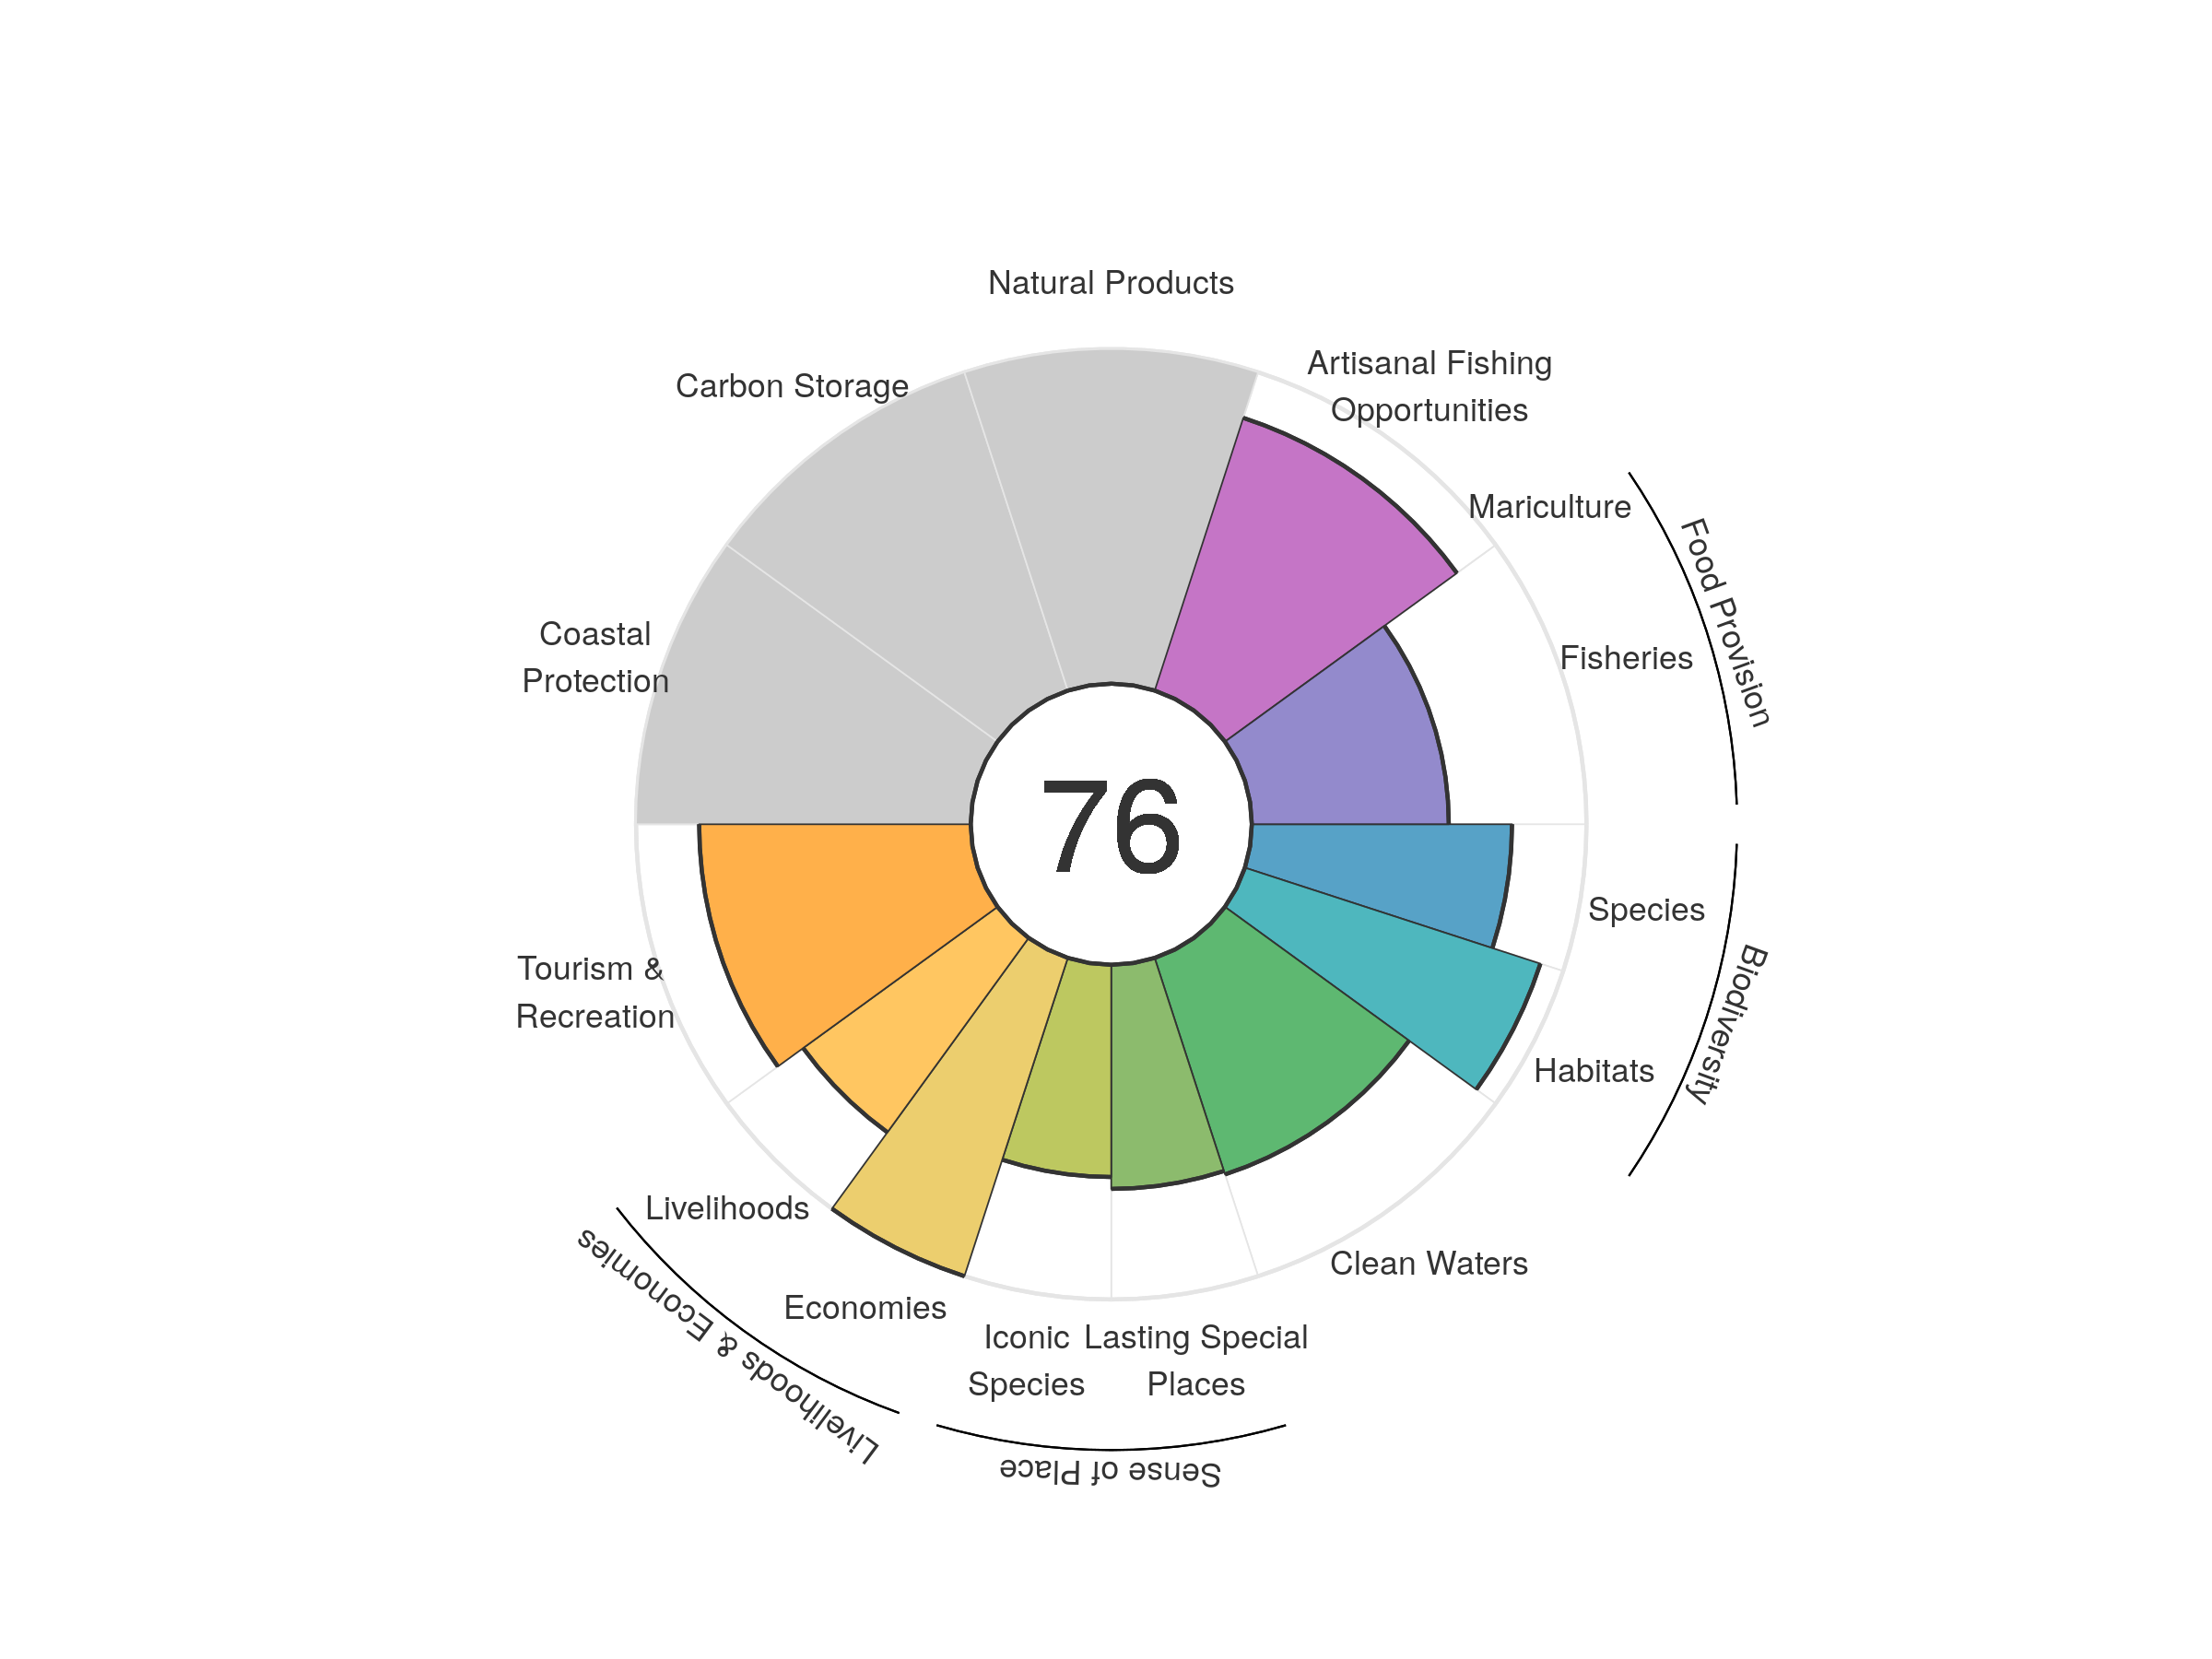 Natural Products
Artisanal Fishing
Opportunities
Carbon Storage
Mariculture
Food Provision
Fisheries
Coastal
Protection
76
Species
Biodiversity
Tourism &
Recreation
Habitats
Livelihoods
Clean Waters
Livelihoods & Economies
Economies
Iconic
Species
Lasting Special
Places
Sense of Place